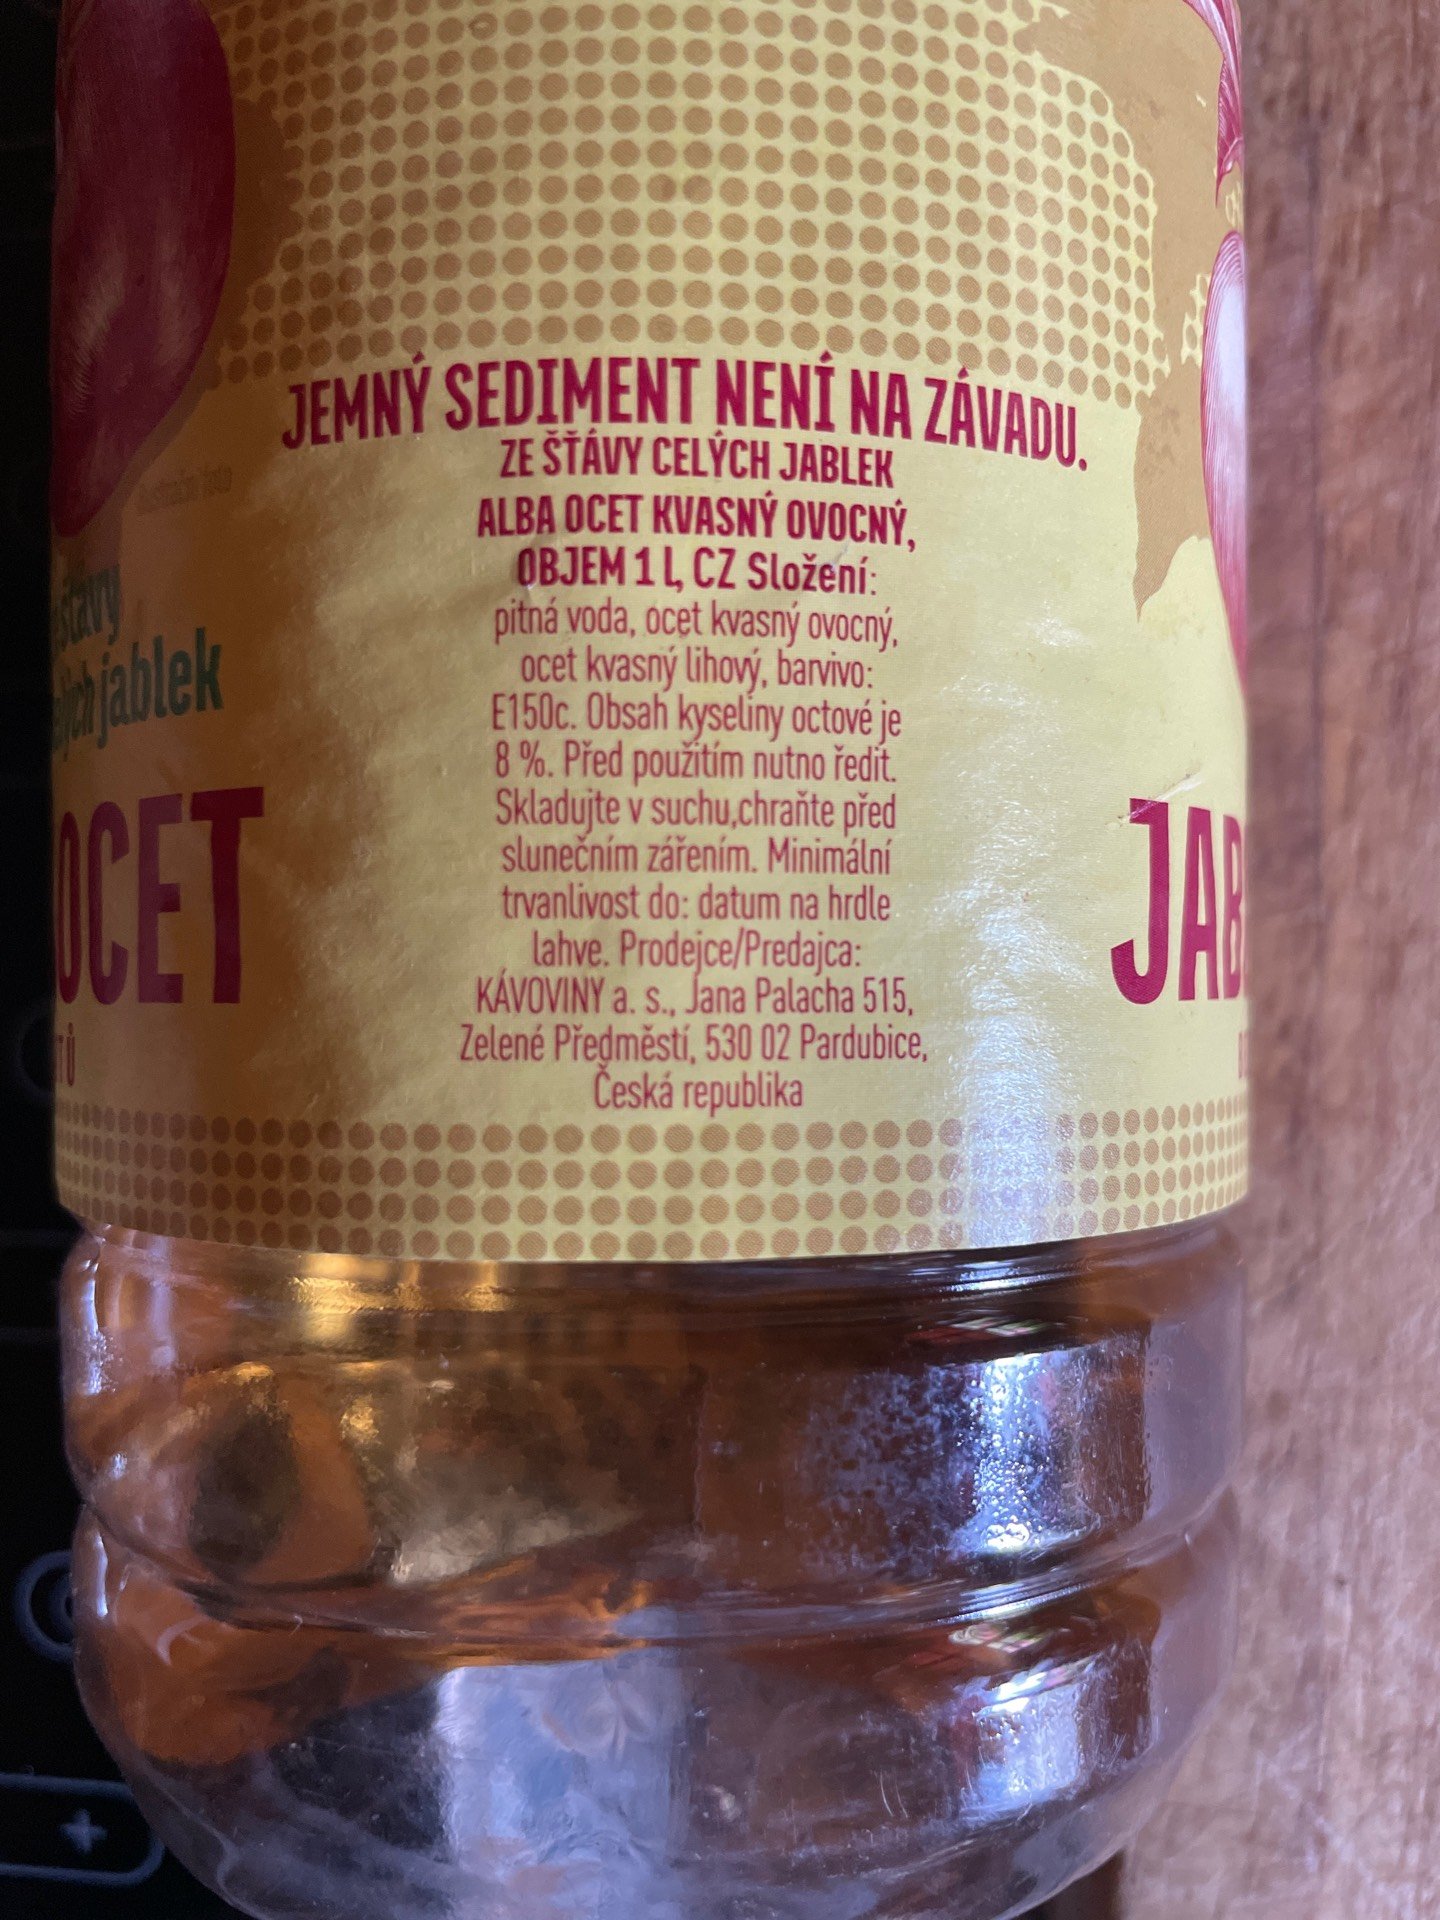 JEMNÝ SEDIMENT NENÍ NA ZÁVADU.
ZE ŠŤÁVY CELÝCH JABLEK
ALBA OCET KVASNÝ OVOCNÝ,
OBJEM 1 l, CZ Složení:
pitná voda, ocet kvasný ovocný,
ocet kvasný lihový, barvivo:
E150c. Obsah kyseliny octové je
8 %. Před použitím nutno ředit.
Skladujte v suchu,chraňte před
slunečním zářením. Minimální
trvanlivost do: datum na hrdle
lahve. Prodejce/Predajca:
KÁVOVINY a. s., Jana Palacha 515,
Zelené Předměstí, 530 02 Pardubice,
Česká republika
šťávy
jablek
OCET
JAB